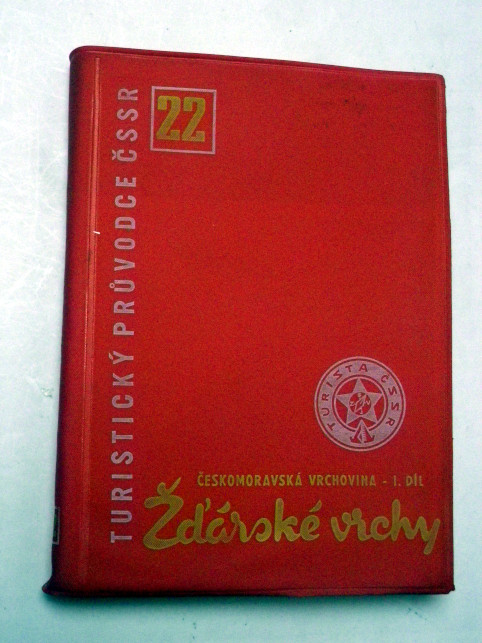 TURISTICKÝ PRŮVODCE ČSSR
22
TURISTA ČSSR
ČESKOMORAVSKÁ VRCHOVINA - I. DÍL
Žďárské vrchy